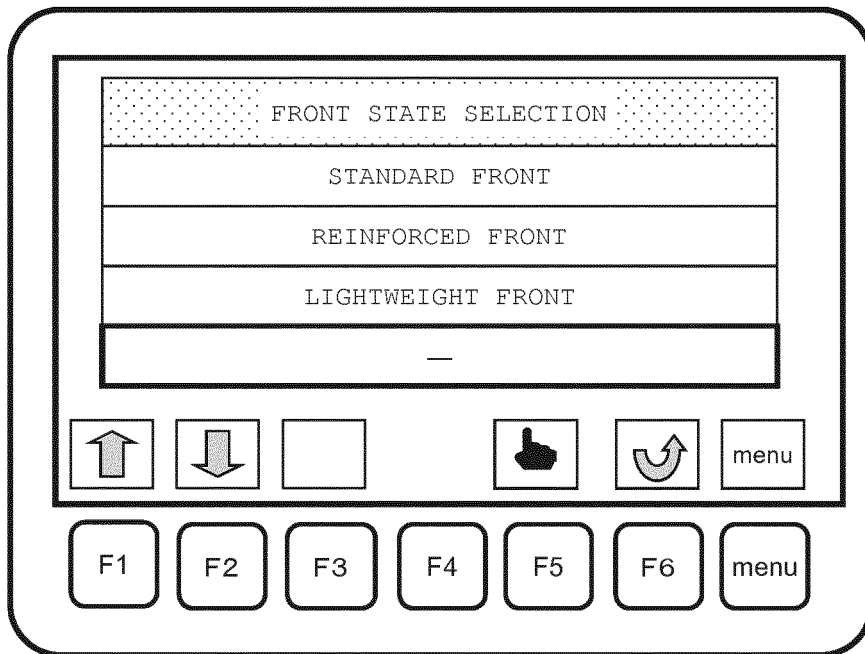 FRONT STATE SELECTION
STANDARD FRONT
REINFORCED FRONT
LIGHTWEIGHT FRONT
—
menu
F1 F2 F3 F4 F5 F6 menu